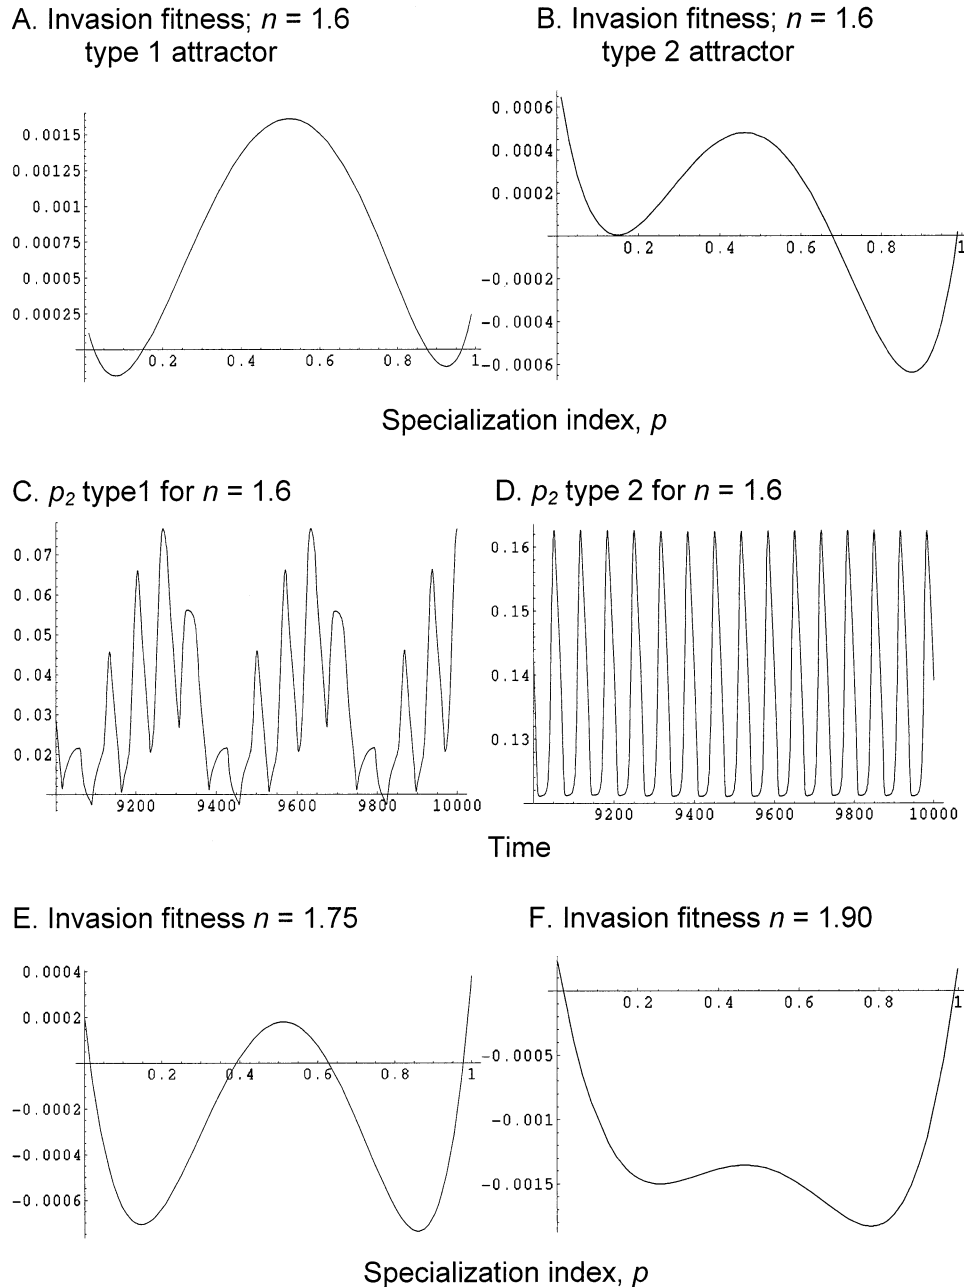 A. Invasion fitness; n = 1.6
type 1 attractor
B. Invasion fitness; n = 1.6
type 2 attractor
0.0015
0.00125
0.001
0.00075
0.0005
0.00025
0.2 0.4 0.6 0.8 1
0.0006
0.0004
0.0002
-0.0002
-0.0004
-0.0006
0.2 0.4 0.6 0.8 1
Specialization index, p
C. p2 type1 for n = 1.6
D. p2 type 2 for n = 1.6
0.07
0.06
0.05
0.04
0.03
0.02
9200 9400 9600 9800 10000
0.16
0.15
0.14
0.13
9200 9400 9600 9800 10000
Time
E. Invasion fitness n = 1.75
F. Invasion fitness n = 1.90
0.0004
0.0002
-0.0002
-0.0004
-0.0006
0.2 0.4 0.6 0.8 1
-0.0005
-0.001
-0.0015
0.2 0.4 0.6 0.8 1
Specialization index, p